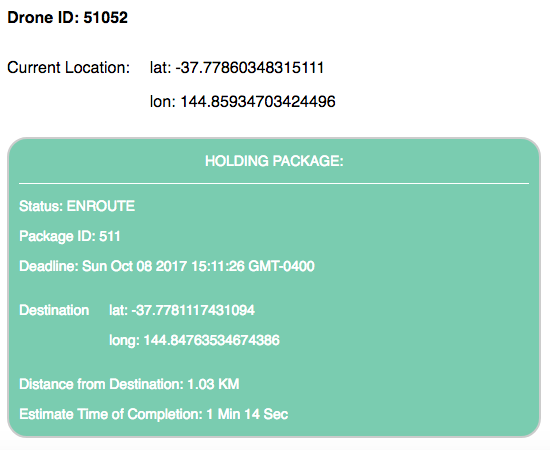 Drone ID: 51052
Current Location: lat: -37.77860348315111
lon: 144.85934703424496
HOLDING PACKAGE:
Status: ENROUTE
Package ID: 511
Deadline: Sun Oct 08 2017 15:11:26 GMT-0400
Destination lat: -37.7781117431094
long: 144.84763534674386
Distance from Destination: 1.03 KM
Estimate Time of Completion: 1 Min 14 Sec